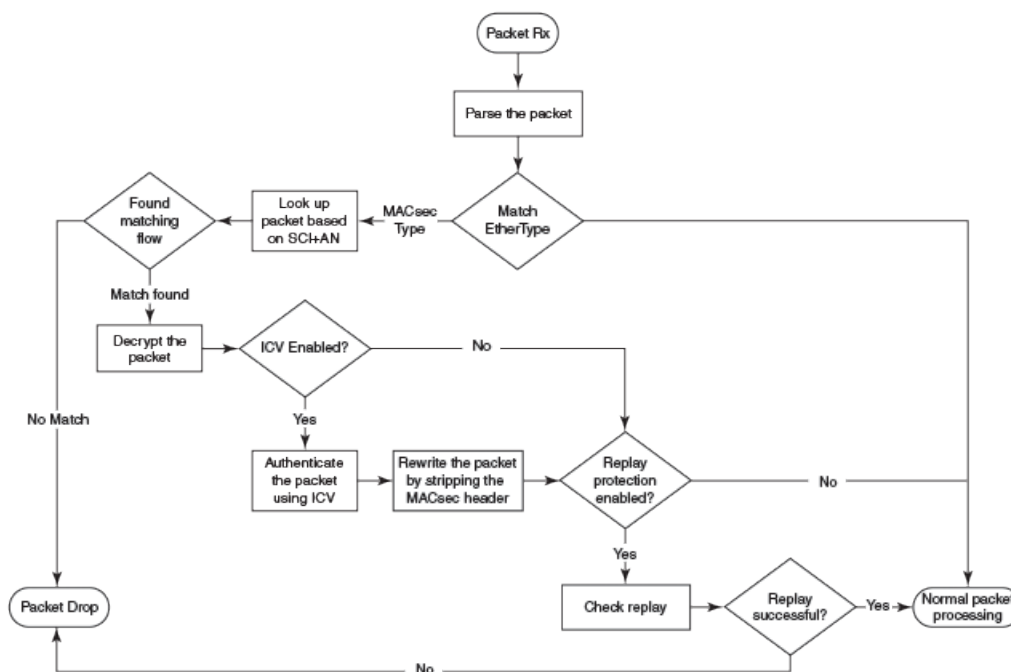 Packet Rx
Parse the packet
Match
EtherType
MACsec
Type
Look up
packet based
on SCI+AN
Found
matching
flow
Match found
Decrypt the
packet
ICV Enabled?
No
No Match
Yes
Authenticate
the packet
using ICV
Rewrite the packet
by stripping the
MACsec header
Replay
protection
enabled?
No
Yes
Packet Drop
Check replay
Replay
successful?
Yes
Normal packet
processing
No